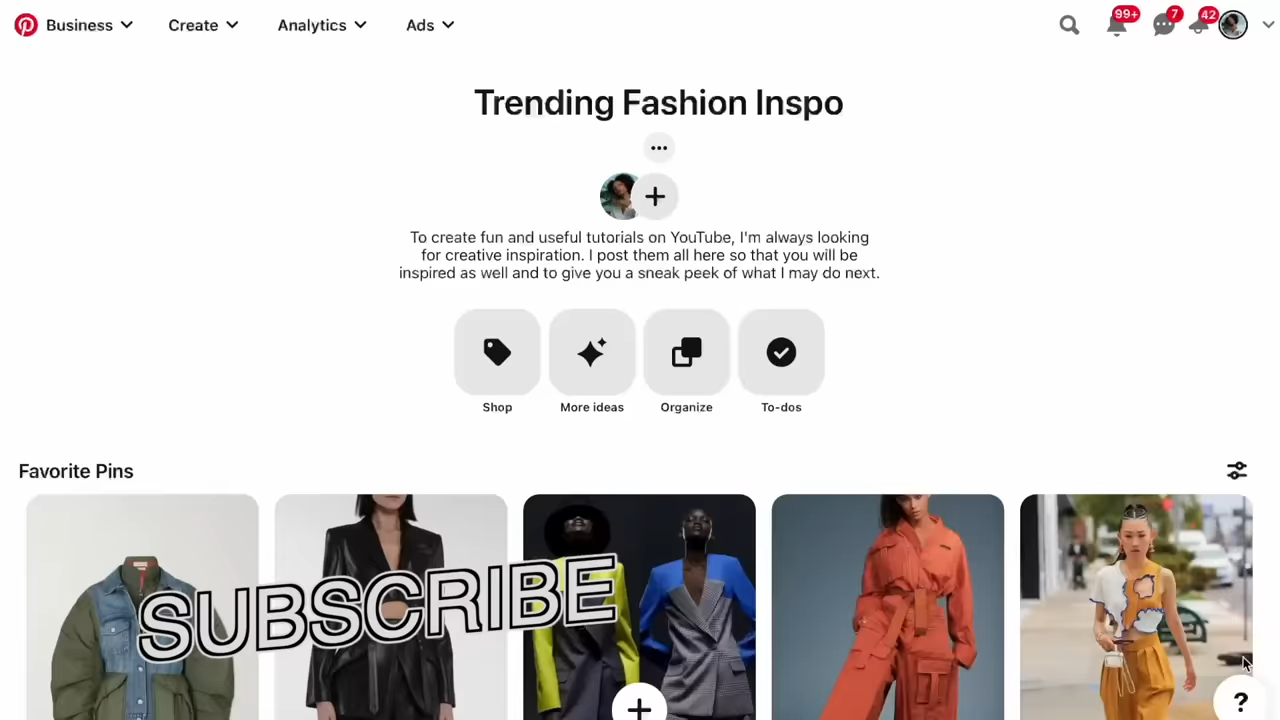 Business
Create
Analytics
Ads
99+
7
42
Trending Fashion Inspo
To create fun and useful tutorials on YouTube, I'm always looking
for creative inspiration. I post them all here so that you will be
inspired as well and to give you a sneak peek of what I may do next.
Shop
More ideas
Organize
To-dos
Favorite Pins
SUBSCRIBE
?